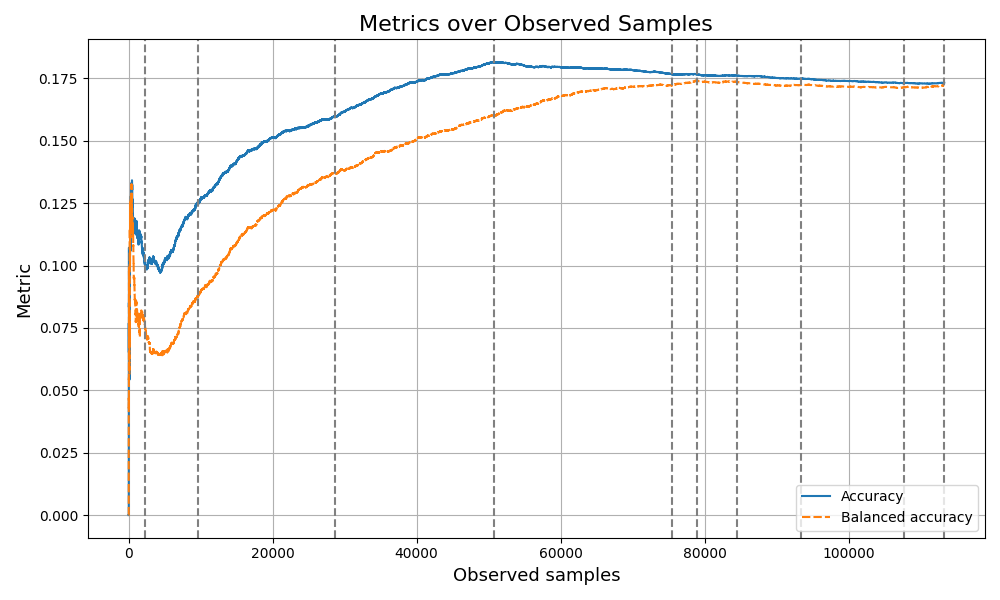 Metrics over Observed Samples
Metric
0.175
0.150
0.125
0.100
0.075
0.050
0.025
0.000
0 20000 40000 60000 80000 100000
Observed samples
Accuracy
Balanced accuracy